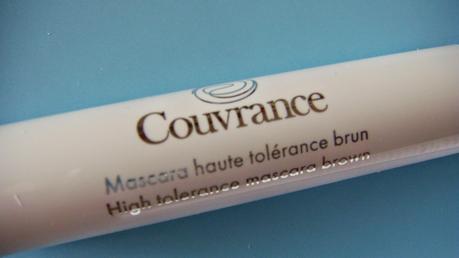 Couvrance
Mascara haute tolérance brun
High tolerance mascara brown